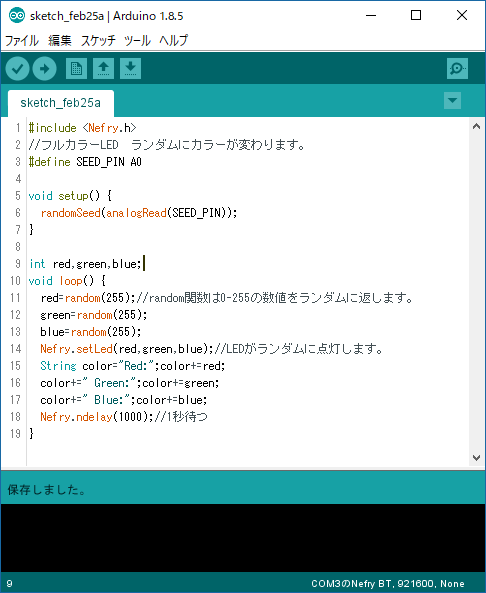 sketch_feb25a | Arduino 1.8.5
ファイル 編集 スケッチ ツール ヘルプ
sketch_feb25a
1 #include <Nefry.h>
2 //フルカラーLED　ランダムにカラーが変わります。
3 #define SEED_PIN A0
4
5 void setup() {
6 randomSeed(analogRead(SEED_PIN));
7 }
8
9 int red,green,blue;
10 void loop() {
11 red=random(255);//random関数は0-255の数値をランダムに返します。
12 green=random(255);
13 blue=random(255);
14 Nefry.setLed(red,green,blue);//LEDがランダムに点灯します。
15 String color="Red:";color+=red;
16 color+=" Green:";color+=green;
17 color+=" Blue:";color+=blue;
18 Nefry.ndelay(1000);//1秒待つ
19 }
保存しました。
9 COM3のNefry BT, 921600, None